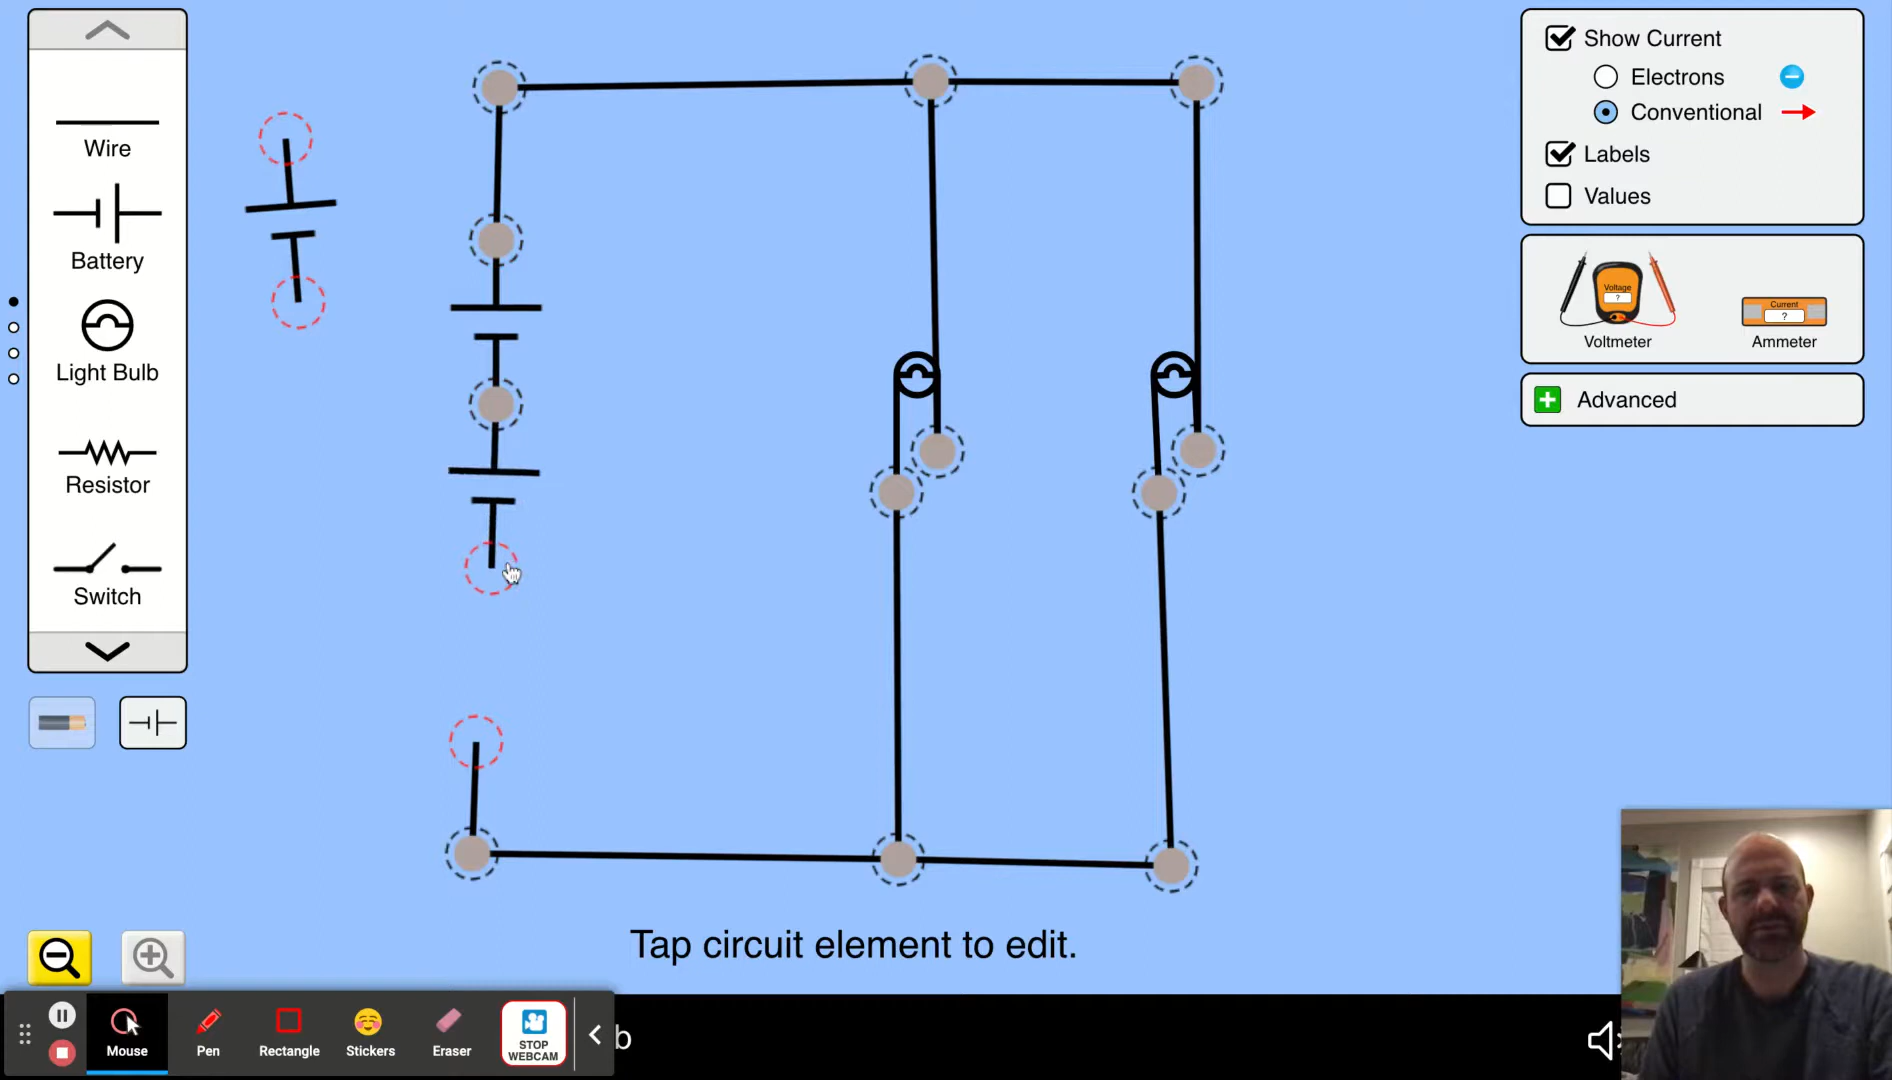 Wire
Battery
Light Bulb
Resistor
Switch
Show Current
Electrons
Conventional
Labels
Values
Voltage
?
Voltmeter
Current
?
Ammeter
Advanced
Tap circuit element to edit.
Mouse
Pen
Rectangle
Stickers
Eraser
STOP
WEBCAM
b